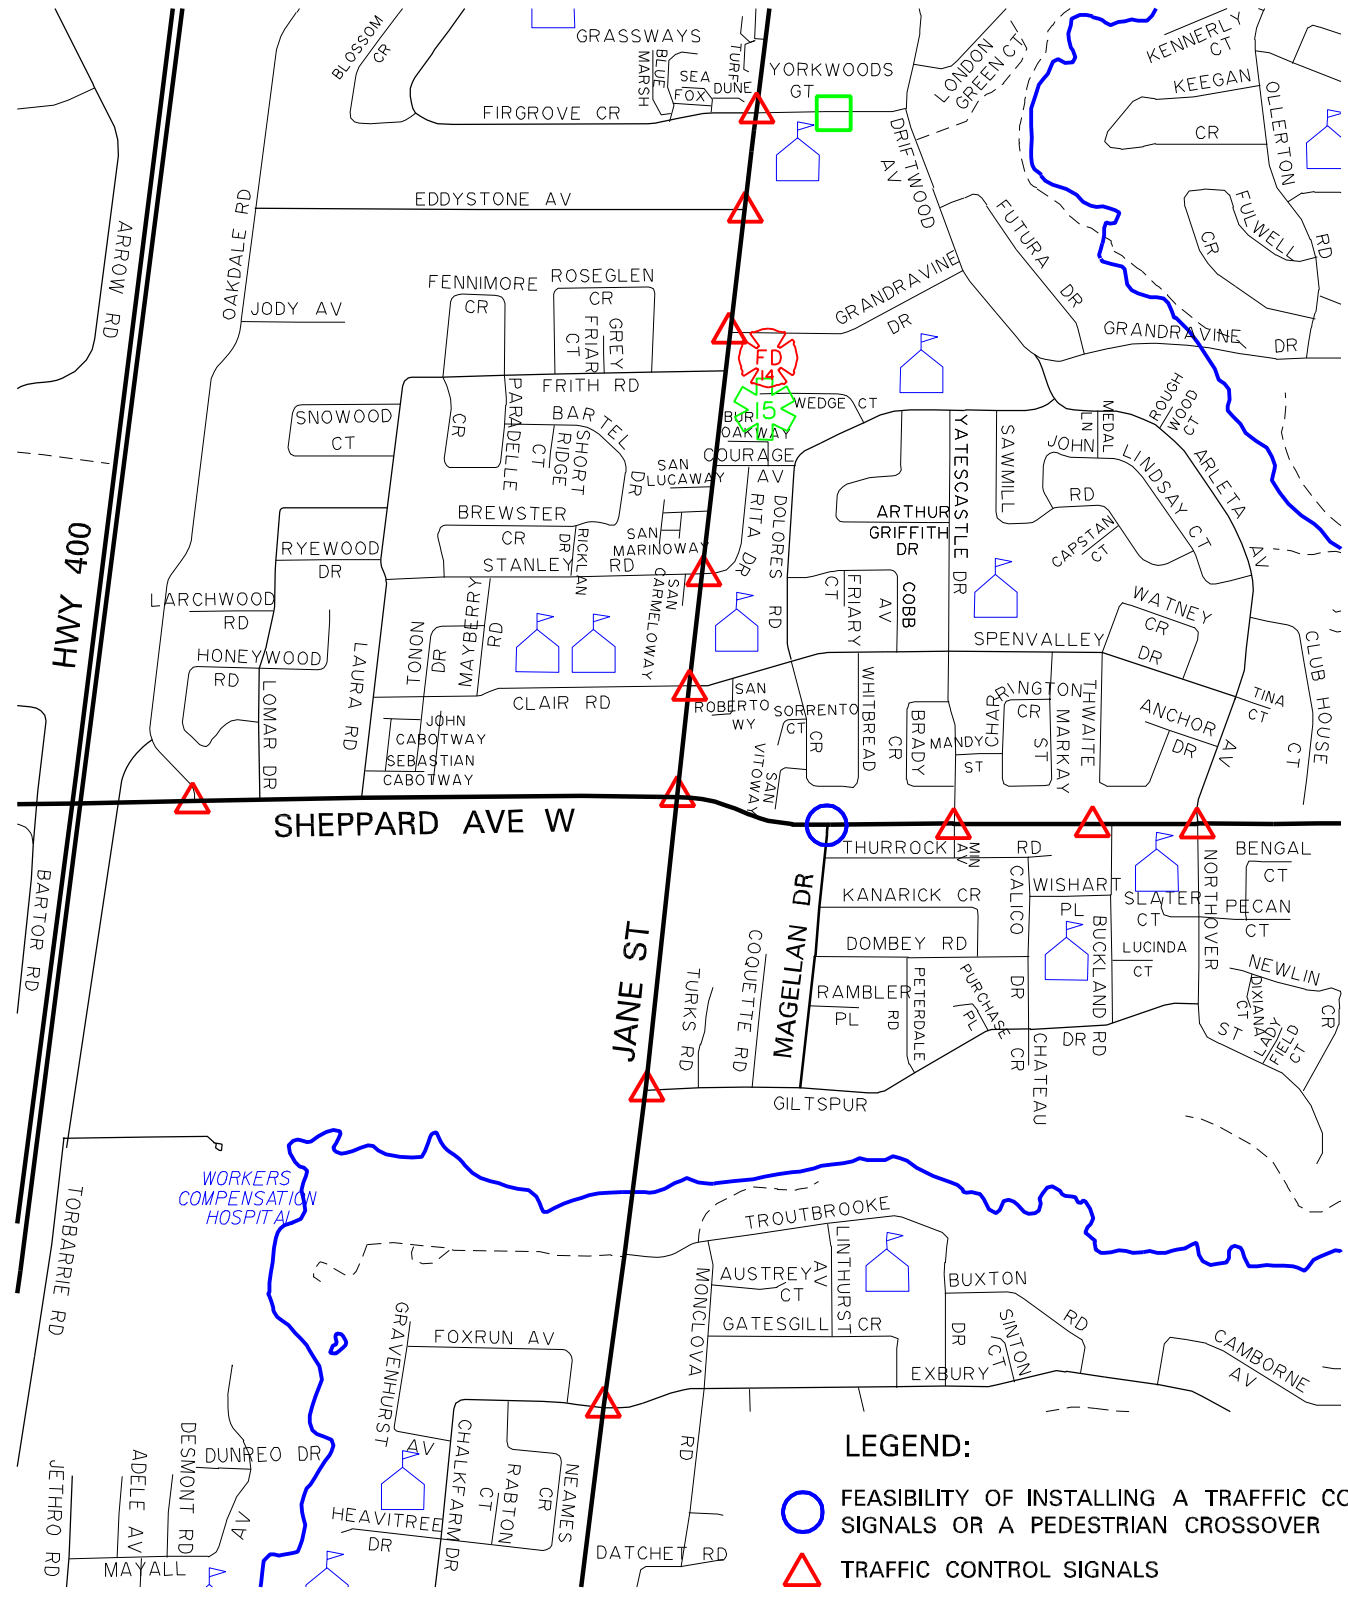 GRASSWAYS
BLOSSOM
CR
BLUE
MARSH
TURF
SEA
FOX
DUNE
YORKWOODS
GT
LONDON
GREEN CT
KENNERLY
CT
KEEGAN
CR
OLLERTON
RD
FIRGROVE CR
DRIFTWOOD
AV
EDDYSTONE AV
OAKDALE RD
ARROW RD
FUTURA
DR
FULWELL
CR
FENNIMORE
CR
ROSEGLEN
CR
GREY
FRIAR
CT
JODY AV
GRANDRAVINE
DR
GRANDRAVINE
DR
FD
14
15
FRITH RD
WEDGE CT
BUR
OAKWAY
COURAGE
AV
SNOWOOD
CT
CR
PARADELLE
BARTEL
DR
SHORT
RIDGE
CT
SAN
LUCAWAY
RITA DR
DOLORES
RD
YATESCASTLE DR
SAWMILL
JOHN
MEDAL
LN
ROUGH
WOOD
CT
LINDSAY CT
RD
ARLETA
AV
CAPSTAN
CT
ARTHUR
GRIFFITH
DR
HWY 400
BREWSTER
CR
RICKLAN
DR
SAN
MARINOWAY
STANLEY RD
SAN
CARMELOWAY
RYEWOOD
DR
LARCHWOOD
RD
HONEYWOOD
RD
LOMAR DR
LAURA RD
TONON
DR
MAYBERRY
RD
FRIARY
CT
COBB
AV
WATNEY
CR
DR
SPENVALLEY
CLUB HOUSE
CT
TINA
CT
CLAIR RD
SAN
ROBERTO
WY
SORRENTO
CT
CR
WHITBREAD
BRADY
CR
CHARRINGTON
CR
MARKAY
ST
THWAITE
ANCHOR
DR
AV
MANDY
ST
JOHN
CABOTWAY
SEBASTIAN
CABOTWAY
SAN
VITOWAY
SHEPPARD AVE W
THURROCK RD
MIN
AV
KANARICK CR
DOMBEY RD
RAMBLER
PL
PETERDALE
RD
PURCHASE
PL
CR
CALICO
DR
WISHART
PL
BUCKLAND RD
SLATER
CT
LUCINDA
CT
NORTHOVER
ST
BENGAL
CT
PECAN
CT
NEWLIN
CR
DIXIANA
CT
LADY
FIELD
CT
CHATEAU
DR
BARTOR RD
JANE ST
TURKS RD
COQUETTE RD
MAGELLAN DR
GILTSPUR
WORKERS
COMPENSATION
HOSPITAL
TORBARRIE RD
TROUTBROOKE
AUSTREY
CT
AV
LINTHURST
GATESGILL CR
MONCLOVA
RD
BUXTON
RD
DR
SINTON
CT
EXBURY
CAMBORNE
AV
GRAVENHURST
AV
FOXRUN AV
CHALKFARM DR
RABTON
CT
NEAMES
CR
HEAVITREE
DR
DATCHET RD
JETHRO RD
ADELE AV
DESMONT RD
DUNREO DR
AV
MAYALL
LEGEND:
FEASIBILITY OF INSTALLING A TRAFFFIC CO
SIGNALS OR A PEDESTRIAN CROSSOVER
TRAFFIC CONTROL SIGNALS